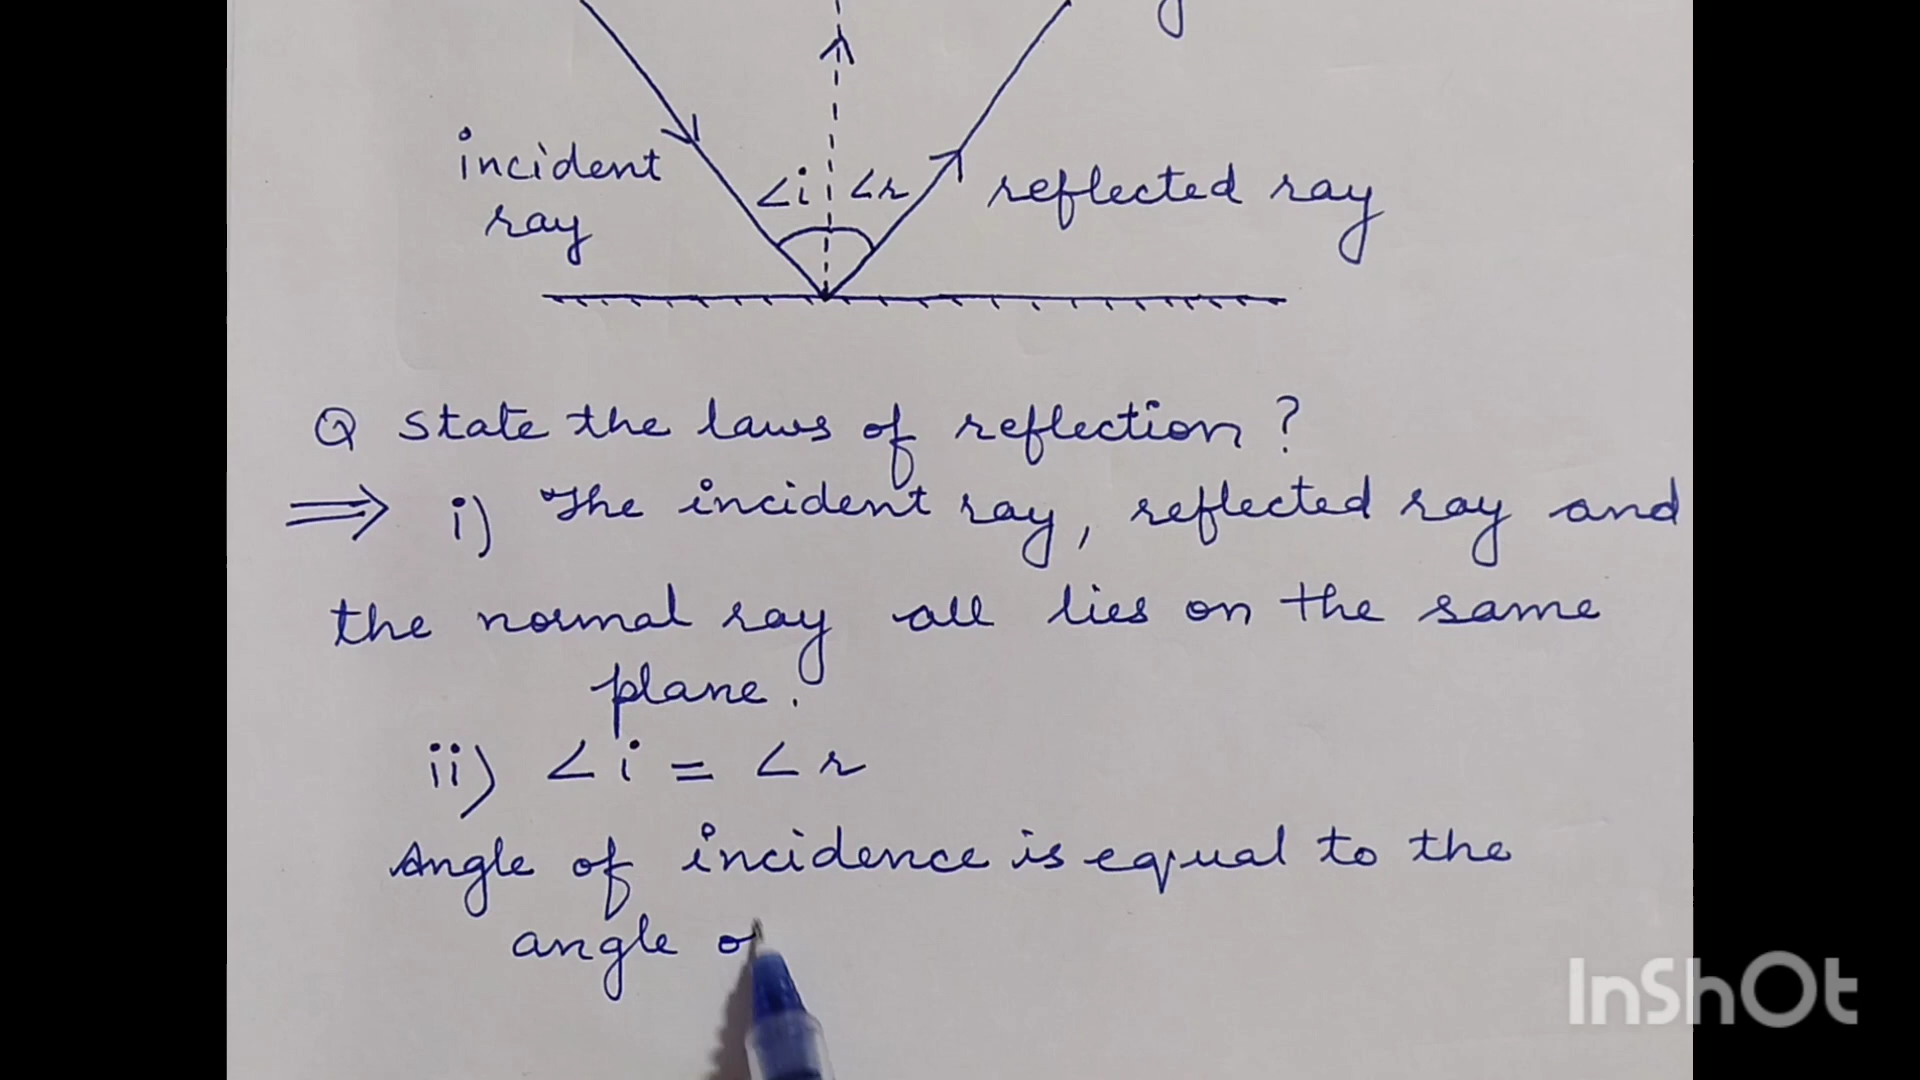 incident
ray
∠i ∠r
reflected ray
Q State the laws of reflection ?
⇒ i) The incident ray, reflected ray and
the normal ray all lies on the same
plane.
ii) ∠i = ∠r
Angle of incidence is equal to the
angle o
InShOt